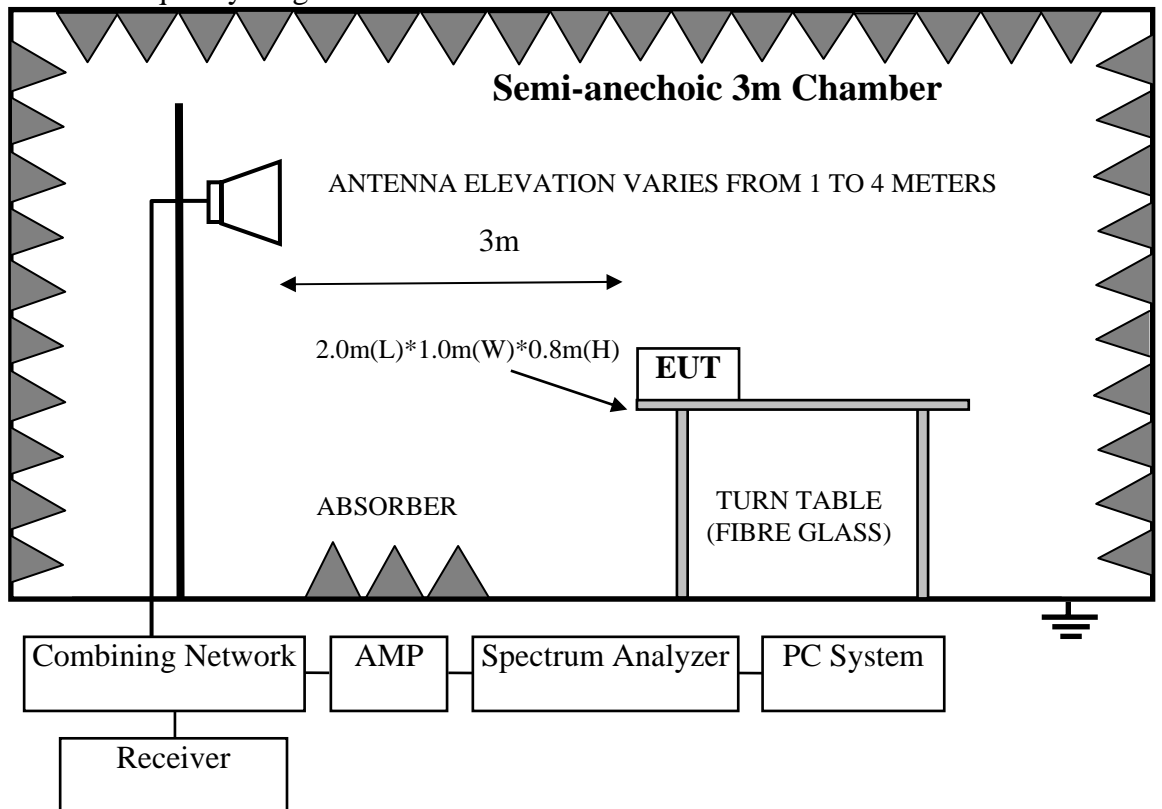 Semi-anechoic 3m Chamber
ANTENNA ELEVATION VARIES FROM 1 TO 4 METERS
3m
2.0m(L)*1.0m(W)*0.8m(H)
EUT
ABSORBER
TURN TABLE
(FIBRE GLASS)
Combining Network
AMP
Spectrum Analyzer
PC System
Receiver